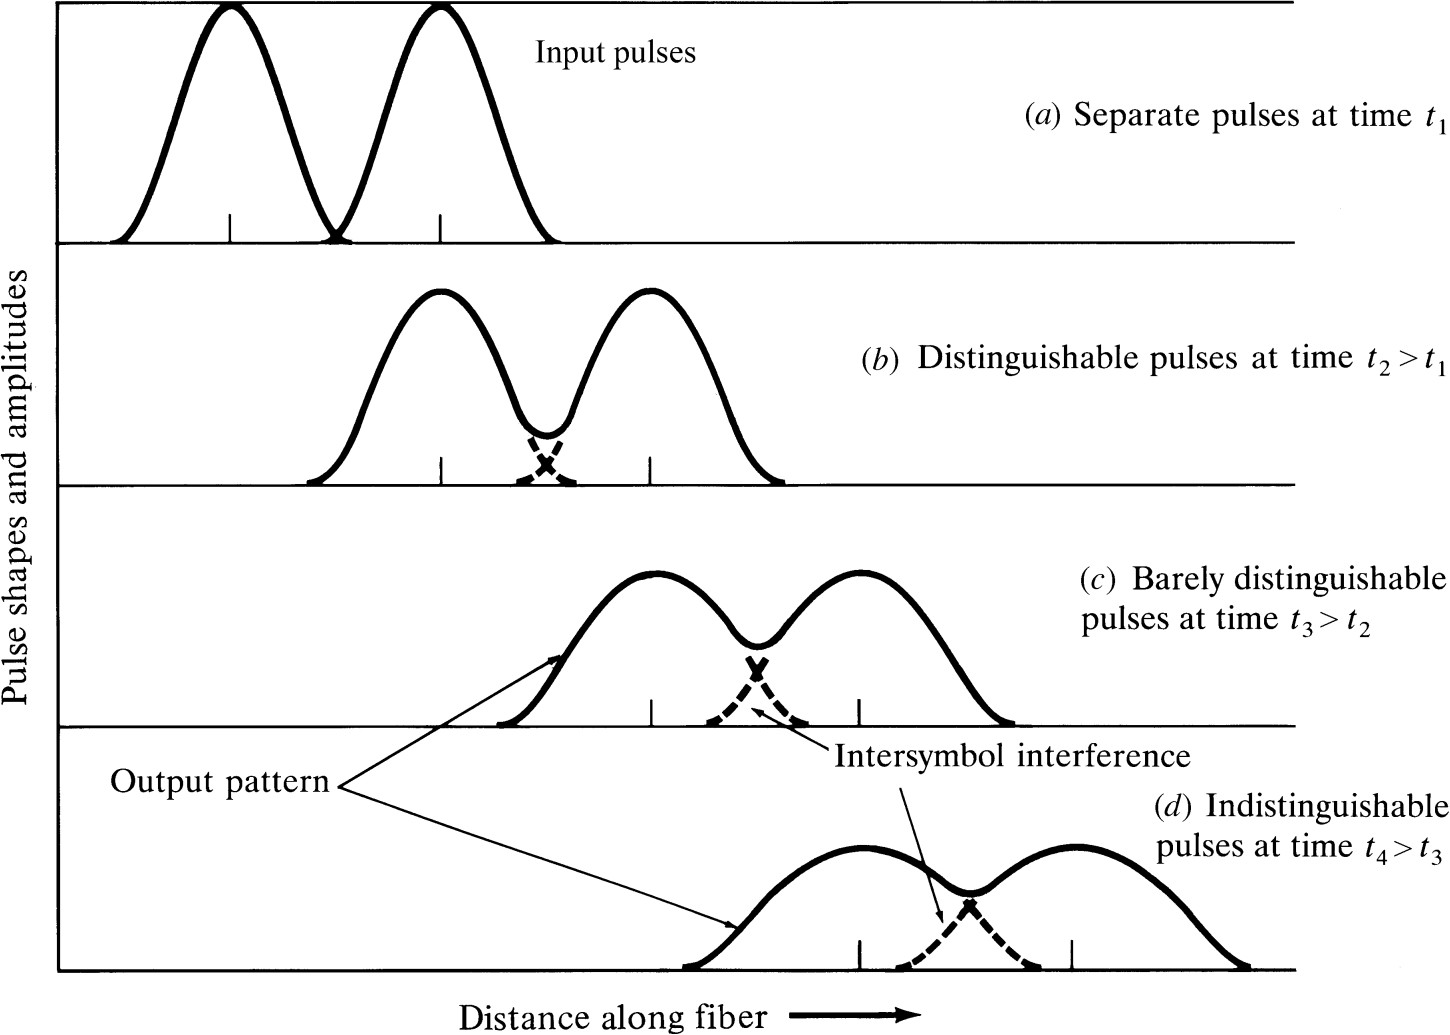 Input pulses
(a) Separate pulses at time t₁
(b) Distinguishable pulses at time t₂ > t₁
(c) Barely distinguishable
pulses at time t₃ > t₂
Output pattern
Intersymbol interference
(d) Indistinguishable
pulses at time t₄ > t₃
Pulse shapes and amplitudes
Distance along fiber